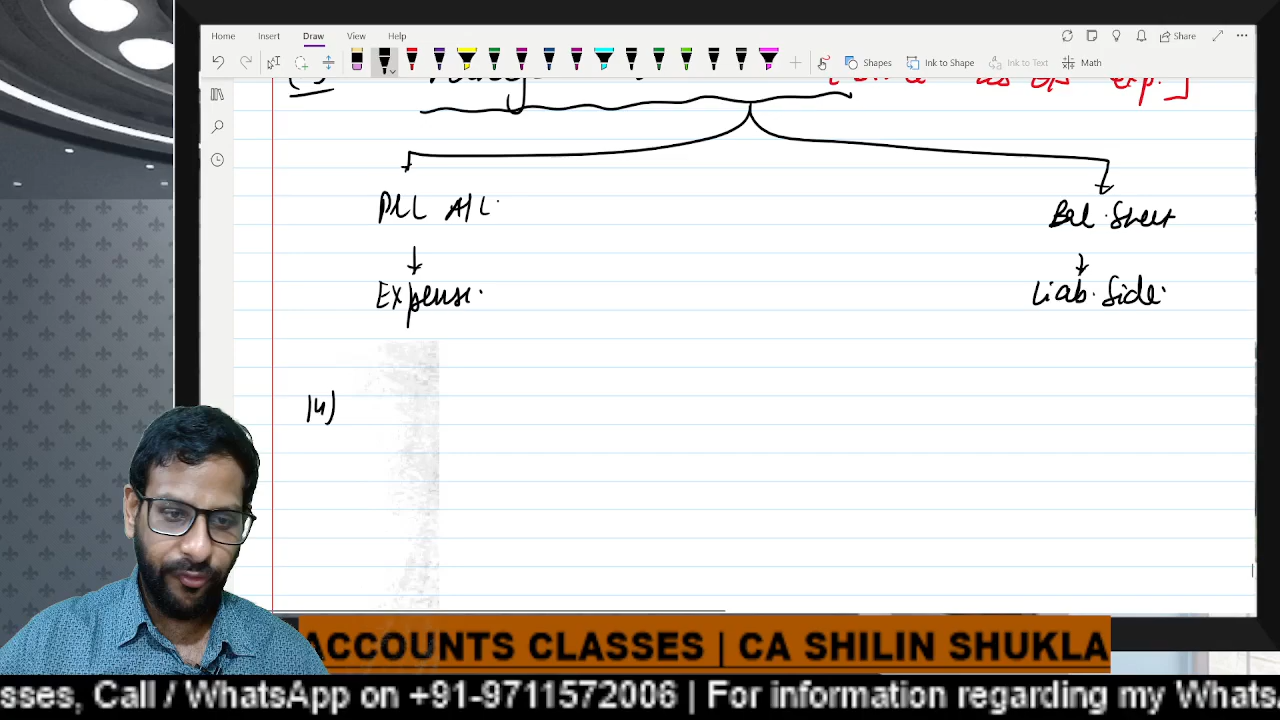 Home Insert Draw View Help
Share
Shapes Ink to Shape Ink to Text Math
exp.]
P&L A/c.
Bal. Sheet
Expense.
Liab. Side.
14)
ACCOUNTS CLASSES | CA SHILIN SHUKLA
sses, Call / WhatsApp on +91-9711572006 | For information regarding my Whats